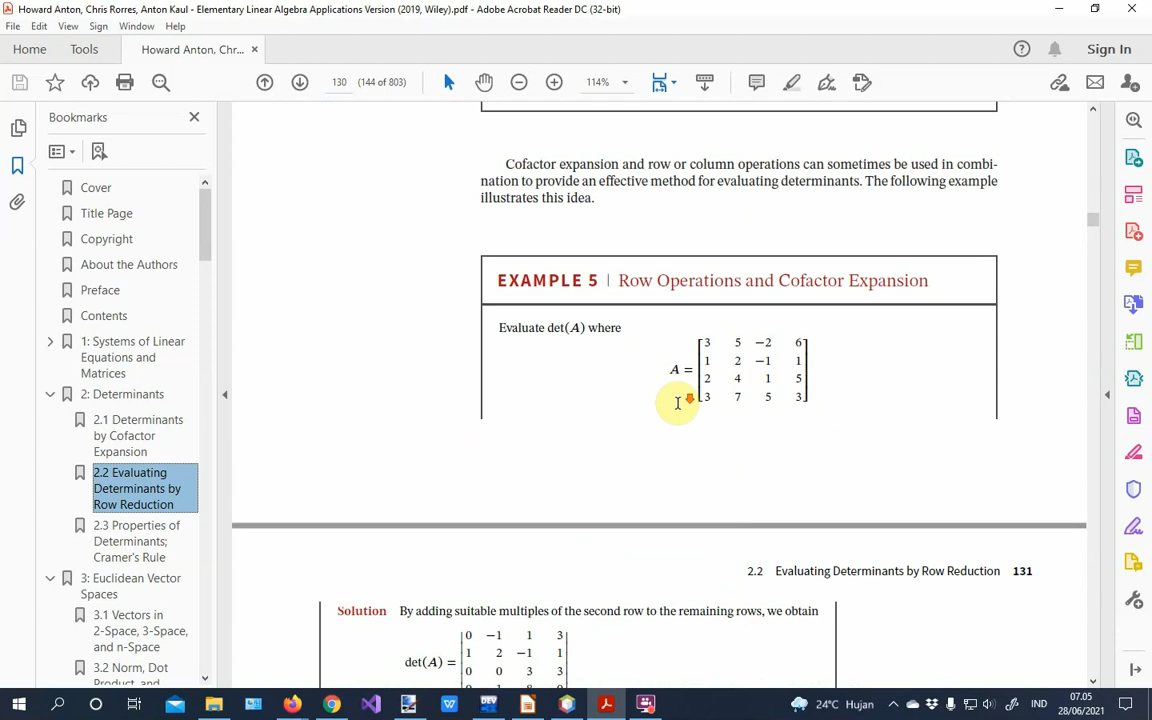 Howard Anton, Chris Rorres, Anton Kaul - Elementary Linear Algebra Applications Version (2019, Wiley).pdf - Adobe Acrobat Reader DC (32-bit)
File Edit View Sign Window Help
Home Tools Howard Anton, Chr... × Sign In
130 (144 of 803) 114%
Bookmarks
Cover
Title Page
Copyright
About the Authors
Preface
Contents
1: Systems of Linear
Equations and
Matrices
2: Determinants
2.1 Determinants
by Cofactor
Expansion
2.2 Evaluating
Determinants by
Row Reduction
2.3 Properties of
Determinants;
Cramer's Rule
3: Euclidean Vector
Spaces
3.1 Vectors in
2-Space, 3-Space,
and n-Space
3.2 Norm, Dot
Product, and
Cofactor expansion and row or column operations can sometimes be used in combi-
nation to provide an effective method for evaluating determinants. The following example
illustrates this idea.
EXAMPLE 5 | Row Operations and Cofactor Expansion
Evaluate det(A) where
3 5 −2 6
1 2 −1 1
A =
2 4 1 5
3 7 5 3
2.2 Evaluating Determinants by Row Reduction 131
Solution By adding suitable multiples of the second row to the remaining rows, we obtain
0 −1 1 3
1 2 −1 1
det(A) =
0 0 3 3
24°C Hujan IND
07.05
28/06/2021